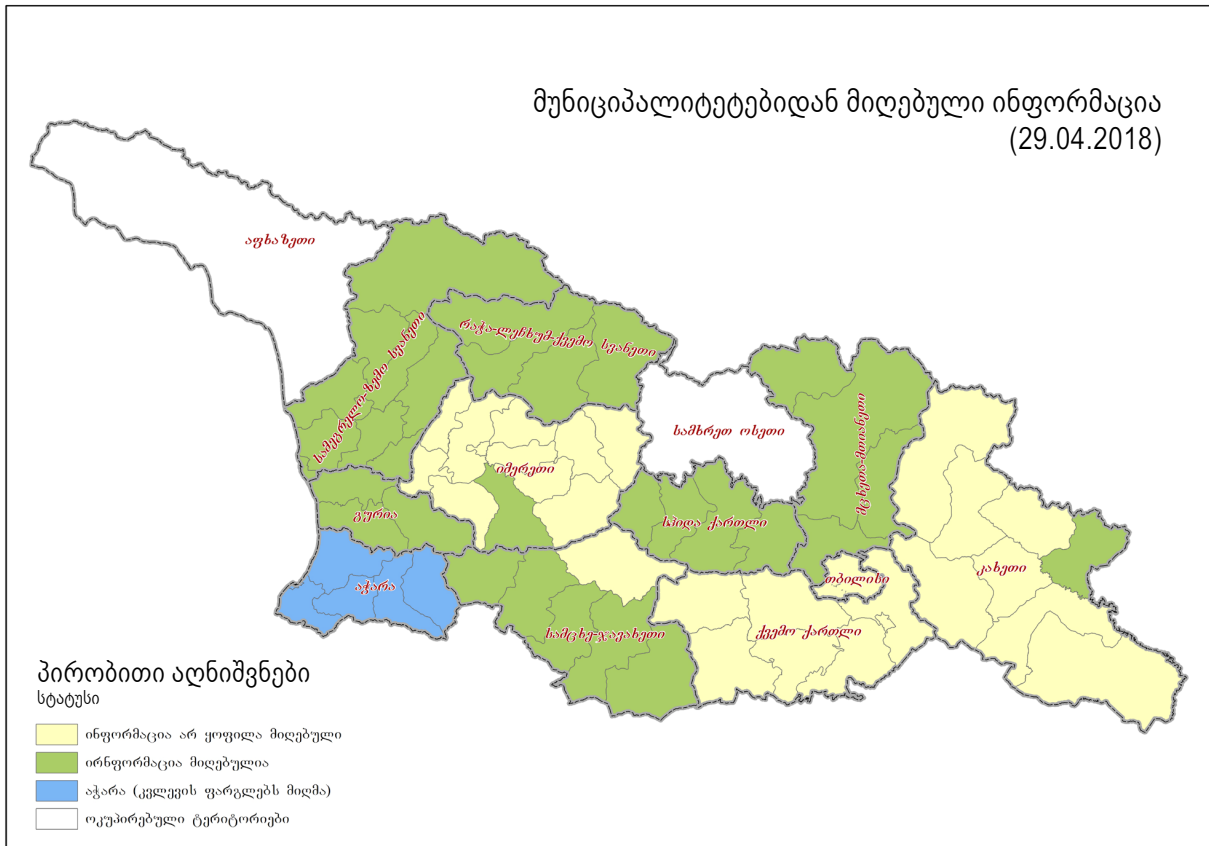 მუნიციპალიტეტებიდან მიღებული ინფორმაცია
(29.04.2018)
აფხაზეთი
სამეგრელო-ზემო სვანეთი
რაჭა-ლეჩხუმ-ქვემო სვანეთი
სამხრეთ ოსეთი
მცხეთა-მთიანეთი
იმერეთი
გურია
შიდა ქართლი
თბილისი
კახეთი
აჭარა
სამცხე-ჯავახეთი
ქვემო ქართლი
პირობითი აღნიშვნები
სტატუსი
ინფორმაცია არ ყოფილა მიღებული
ირნფორმაცია მიღებულია
აჭარა (კვლევის ფარგლებს მიღმა)
ოკუპირებული ტერიტორიები